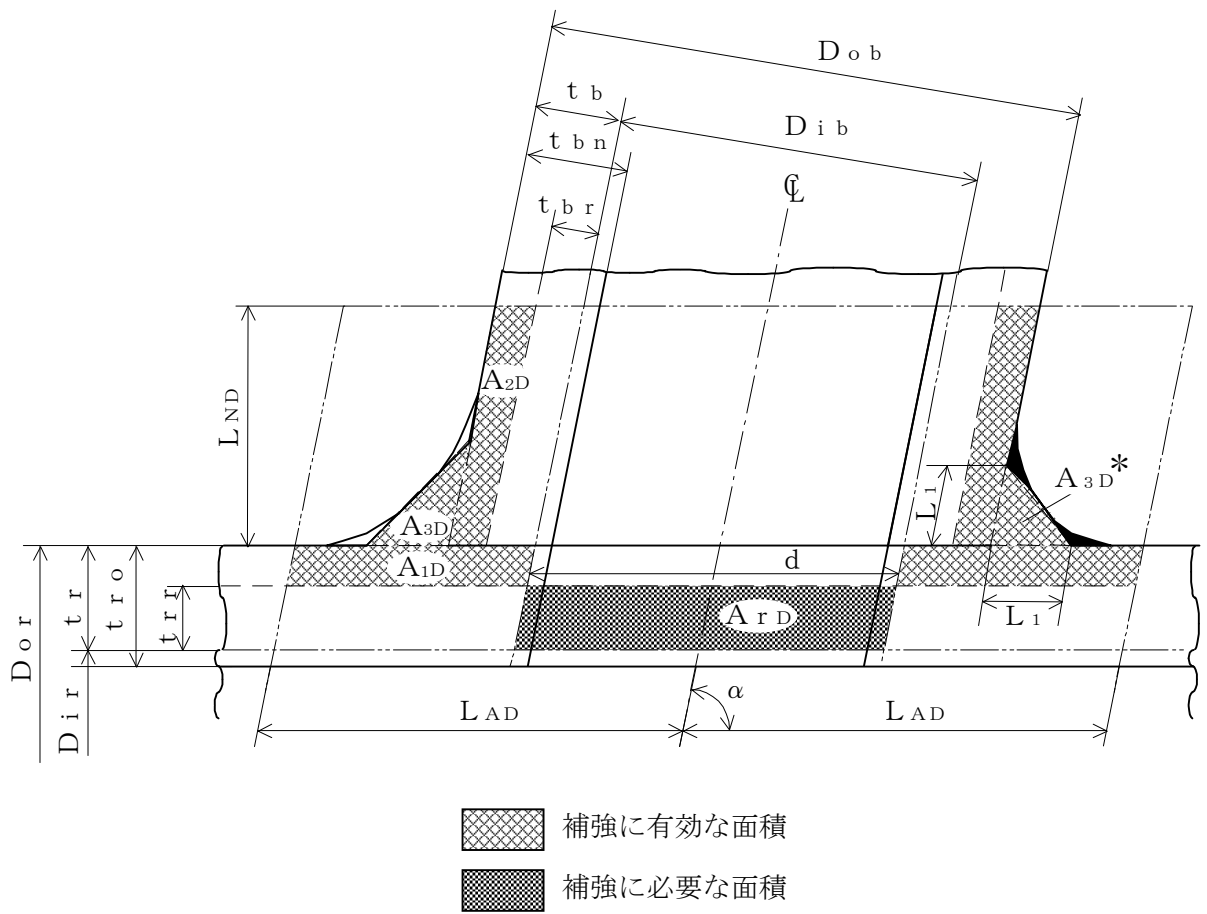 Dob
tb
Dib
tbn
℄
tbr
A2D
LND
A3D*
L1
A3D
A1D
d
tr
tro
trr
ArD
L1
Dor
Dir
α
LAD
LAD
補強に有効な面積
補強に必要な面積